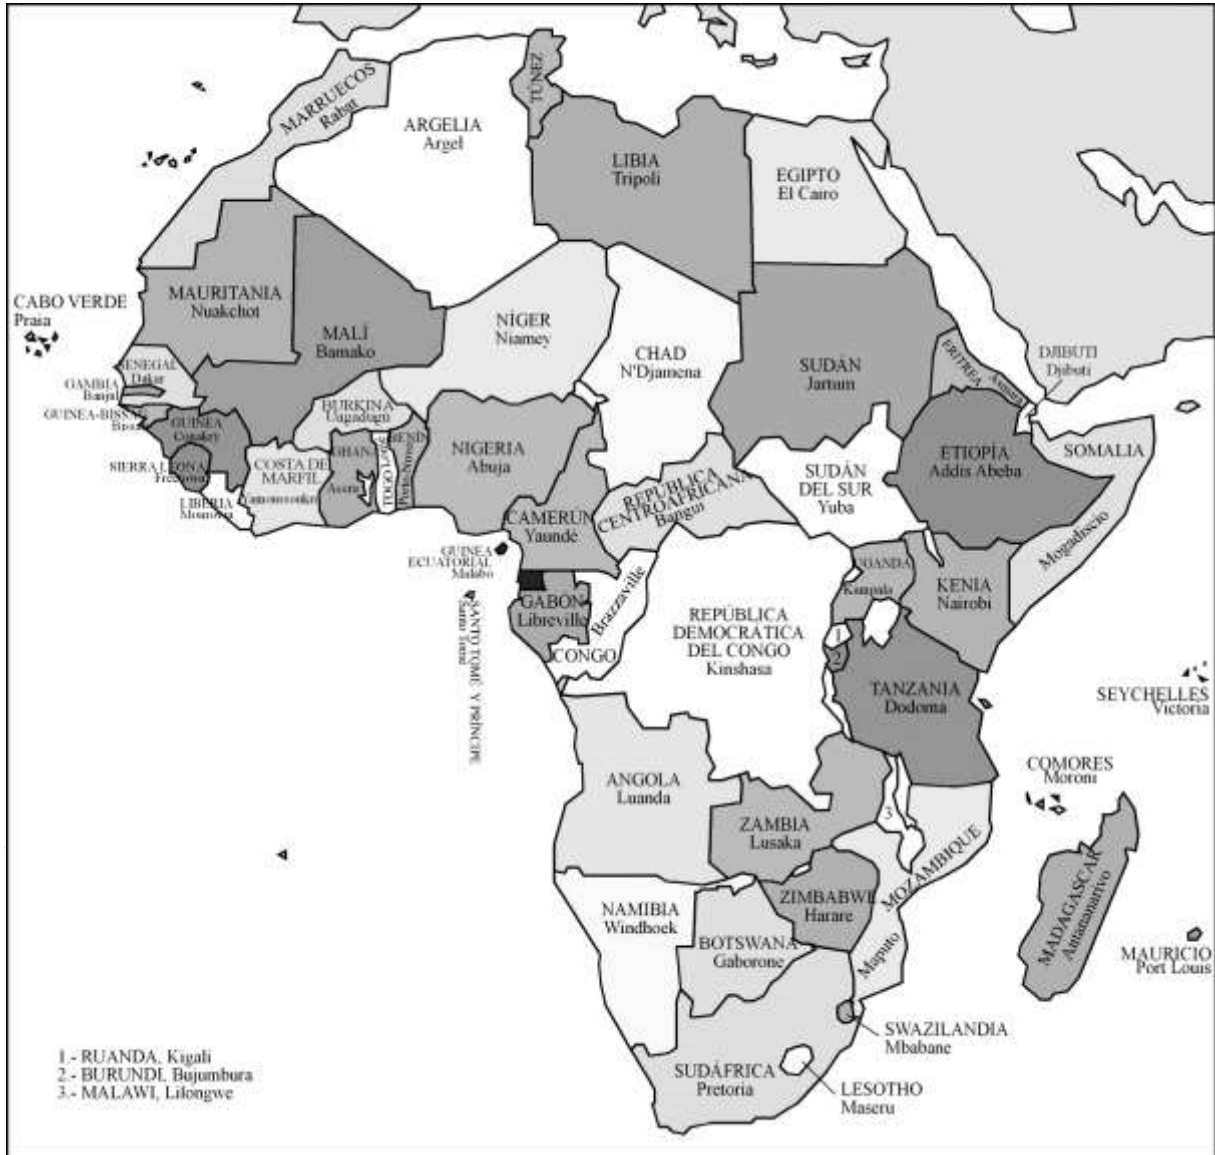 MARRUECOS
Rabat
ARGELIA
Argel
TÚNEZ
LIBIA
Tripoli
EGIPTO
El Cairo
CABO VERDE
Praia
MAURITANIA
Nuakchot
MALÍ
Bamako
NÍGER
Niamey
CHAD
N'Djamena
SUDÁN
Jartum
ERITREA
Asmara
DJIBUTI
Djibuti
SENEGAL
Dakar
GAMBIA
Banjul
GUINEA-BISSAU
GUINEA
Conakry
SIERRA LEONA
Freetown
LIBERIA
Monrovia
COSTA DE
MARFIL
Yamoussoukro
BURKINA
Uagadugu
GHANA
Accra
TOGO
BENÍN
NIGERIA
Abuja
CAMERÚN
Yaundé
REPÚBLICA
CENTROAFRICANA
Bangui
SUDÁN
DEL SUR
Yuba
ETIOPÍA
Addis Abeba
SOMALIA
Mogadiscio
GUINEA
ECUATORIAL
Malabo
SANTO TOMÉ Y PRÍNCIPE
Santo Tomé
GABÓN
Libreville
CONGO
Brazzaville
REPÚBLICA
DEMOCRÁTICA
DEL CONGO
Kinshasa
UGANDA
Kampala
KENIA
Nairobi
1
2
TANZANIA
Dodoma
SEYCHELLES
Victoria
COMORES
Moroni
ANGOLA
Luanda
ZAMBIA
Lusaka
3
MOZAMBIQUE
Maputo
ZIMBABWE
Harare
NAMIBIA
Windhoek
BOTSWANA
Gaborone
MADAGASCAR
Antananarivo
MAURICIO
Port Louis
SWAZILANDIA
Mbabane
SUDÁFRICA
Pretoria
LESOTHO
Maseru
1.- RUANDA, Kigali
2.- BURUNDI, Bujumbura
3.- MALAWI, Lilongwe